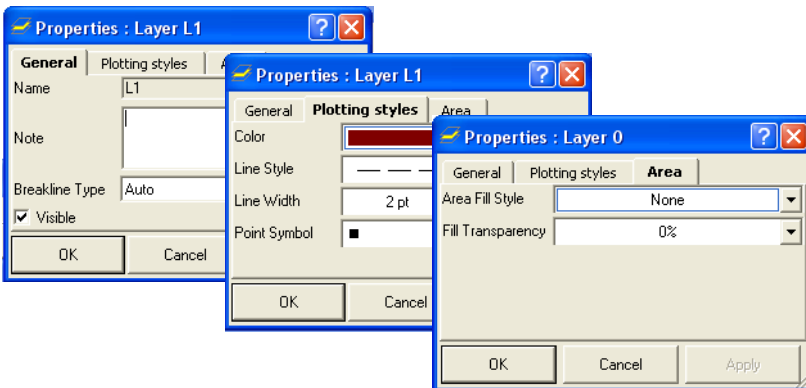 Properties : Layer L1
General Plotting styles
Name L1
Note
Breakline Type Auto
Visible
OK Cancel
Properties : Layer L1
General Plotting styles Area
Color
Line Style
Line Width 2 pt
Point Symbol
OK Cancel
Properties : Layer 0
General Plotting styles Area
Area Fill Style None
Fill Transparency 0%
OK Cancel Apply